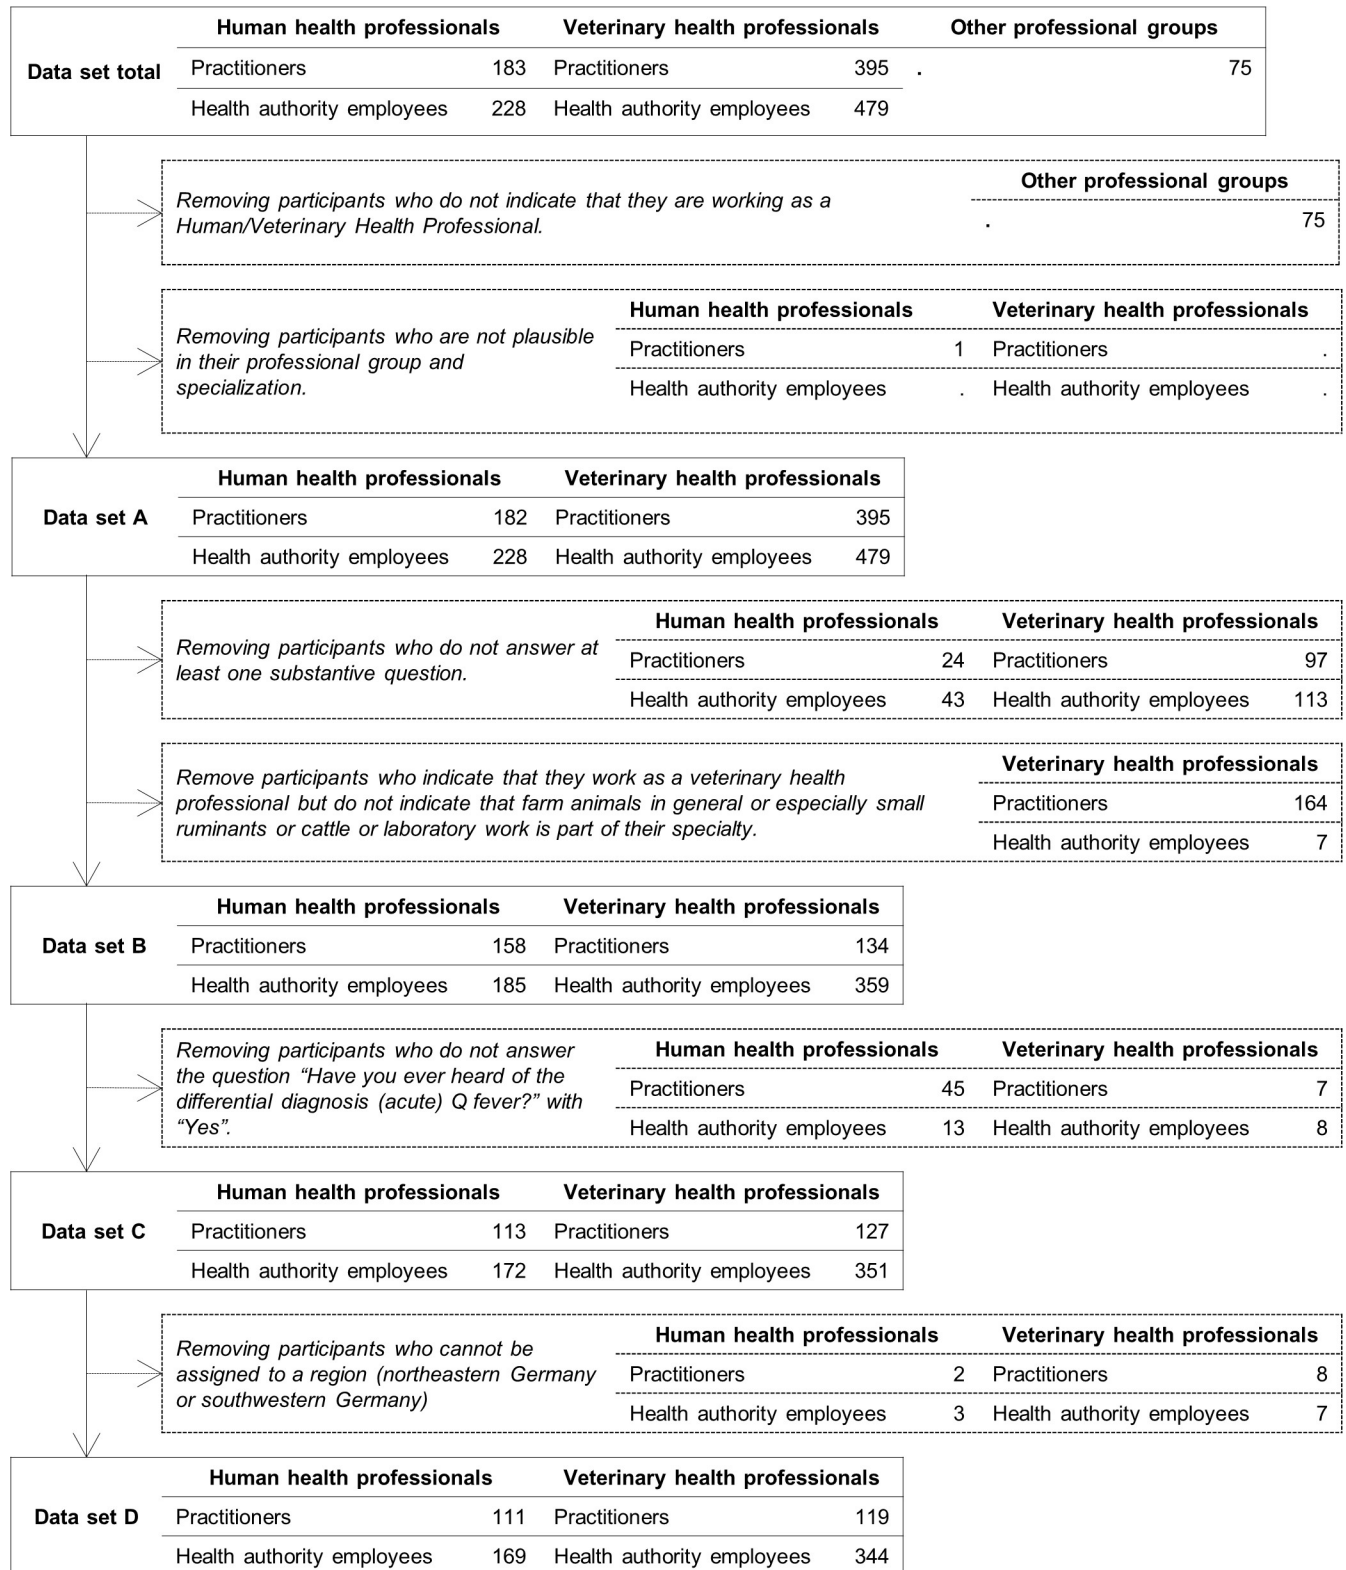 Human health professionals Veterinary health professionals Other professional groups
Data set total Practitioners 183 Practitioners 395 . 75
Health authority employees 228 Health authority employees 479
Removing participants who do not indicate that they are working as a
Human/Veterinary Health Professional.
Other professional groups
. 75
Removing participants who are not plausible
in their professional group and
specialization.
Human health professionals Veterinary health professionals
Practitioners 1 Practitioners .
Health authority employees . Health authority employees .
Human health professionals Veterinary health professionals
Data set A Practitioners 182 Practitioners 395
Health authority employees 228 Health authority employees 479
Removing participants who do not answer at
least one substantive question.
Human health professionals Veterinary health professionals
Practitioners 24 Practitioners 97
Health authority employees 43 Health authority employees 113
Remove participants who indicate that they work as a veterinary health
professional but do not indicate that farm animals in general or especially small
ruminants or cattle or laboratory work is part of their specialty.
Veterinary health professionals
Practitioners 164
Health authority employees 7
Human health professionals Veterinary health professionals
Data set B Practitioners 158 Practitioners 134
Health authority employees 185 Health authority employees 359
Removing participants who do not answer
the question “Have you ever heard of the
differential diagnosis (acute) Q fever?” with
“Yes”.
Human health professionals Veterinary health professionals
Practitioners 45 Practitioners 7
Health authority employees 13 Health authority employees 8
Human health professionals Veterinary health professionals
Data set C Practitioners 113 Practitioners 127
Health authority employees 172 Health authority employees 351
Removing participants who cannot be
assigned to a region (northeastern Germany
or southwestern Germany)
Human health professionals Veterinary health professionals
Practitioners 2 Practitioners 8
Health authority employees 3 Health authority employees 7
Human health professionals Veterinary health professionals
Data set D Practitioners 111 Practitioners 119
Health authority employees 169 Health authority employees 344